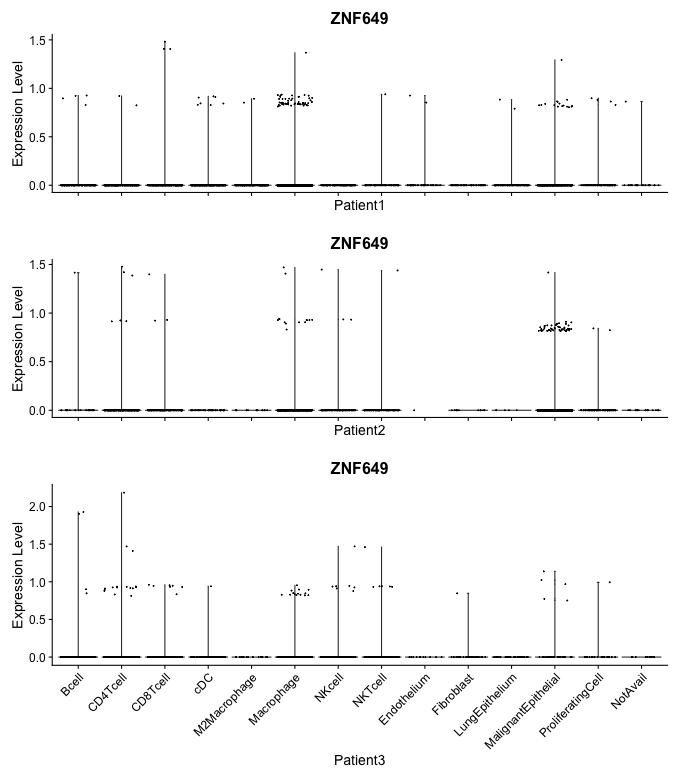 ZNF649
Expression Level
1.5
1.0
0.5
0.0
Patient1
ZNF649
Expression Level
1.5
1.0
0.5
0.0
Patient2
ZNF649
Expression Level
2.0
1.5
1.0
0.5
0.0
Bcell
CD4Tcell
CD8Tcell
cDC
M2Macrophage
Macrophage
NKcell
NKTcell
Endothelium
Fibroblast
LungEpithelium
MalignantEpithelial
ProliferatingCell
NotAvail
Patient3